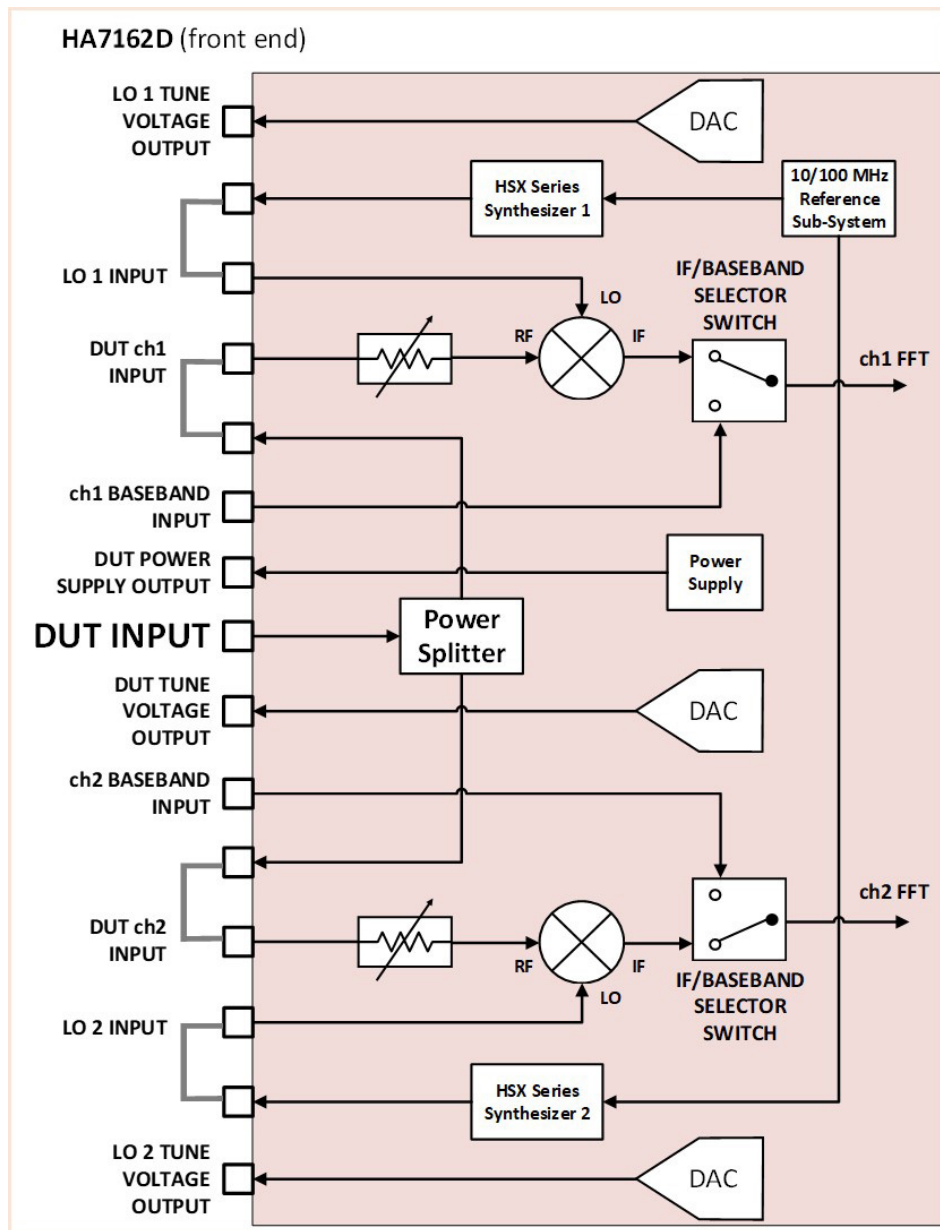 HA7162D (front end)
LO 1 TUNE
VOLTAGE
OUTPUT
DAC
HSX Series
Synthesizer 1
10/100 MHz
Reference
Sub-System
LO 1 INPUT
LO
IF/BASEBAND
SELECTOR
SWITCH
DUT ch1
INPUT
RF
IF
ch1 FFT
ch1 BASEBAND
INPUT
DUT POWER
SUPPLY OUTPUT
Power
Supply
DUT INPUT
Power
Splitter
DUT TUNE
VOLTAGE
OUTPUT
DAC
ch2 BASEBAND
INPUT
ch2 FFT
DUT ch2
INPUT
RF
IF
LO
IF/BASEBAND
SELECTOR
SWITCH
LO 2 INPUT
HSX Series
Synthesizer 2
LO 2 TUNE
VOLTAGE
OUTPUT
DAC